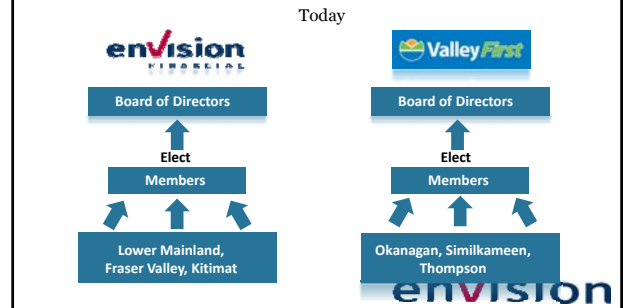 Today
envision
FINANCIAL
Valley First
Board of Directors
Board of Directors
Elect
Elect
Members
Members
Lower Mainland,
Fraser Valley, Kitimat
Okanagan, Similkameen,
Thompson
envision